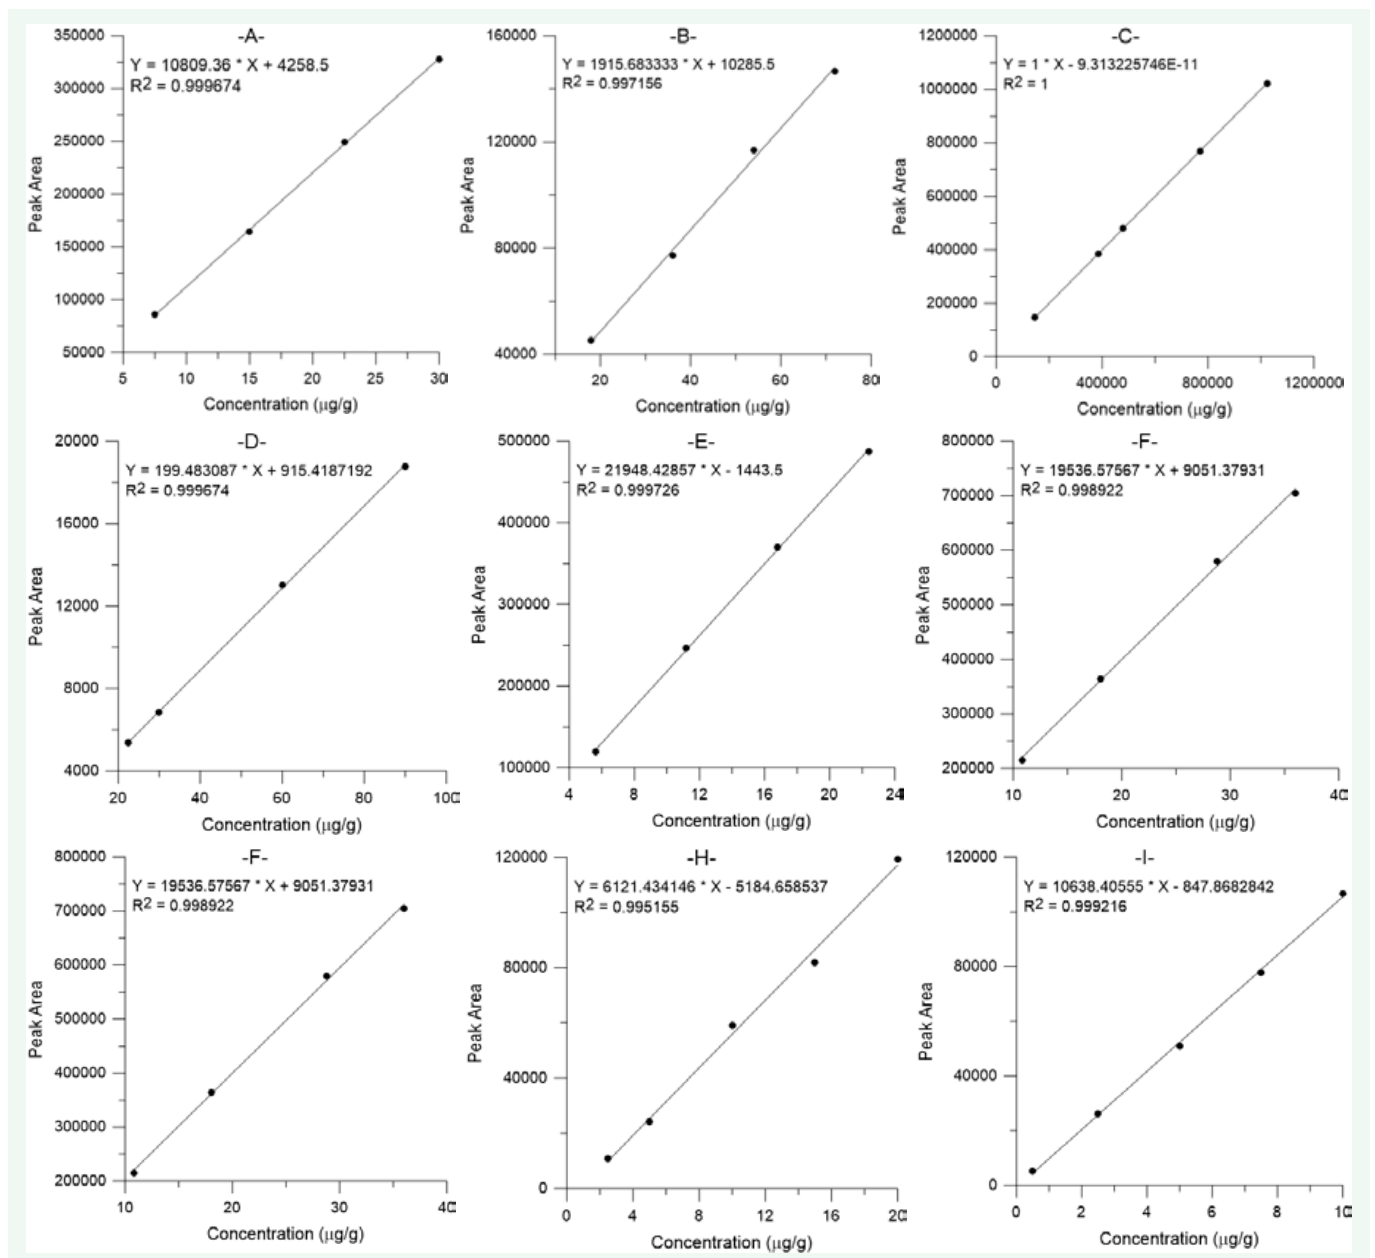 -A-
Y = 10809.36 * X + 4258.5
R2 = 0.999674
350000
300000
250000
200000
150000
100000
50000
Peak Area
5 10 15 20 25 30
Concentration (μg/g)
-B-
Y = 1915.683333 * X + 10285.5
R2 = 0.997156
160000
120000
80000
40000
Peak Area
20 40 60 80
Concentration (μg/g)
-C-
Y = 1 * X - 9.313225746E-11
R2 = 1
1200000
1000000
800000
600000
400000
200000
0
Peak Area
0 400000 800000 1200000
Concentration (μg/g)
-D-
Y = 199.483087 * X + 915.4187192
R2 = 0.999674
20000
16000
12000
8000
4000
Peak Area
20 40 60 80 100
Concentration (μg/g)
-E-
Y = 21948.42857 * X - 1443.5
R2 = 0.999726
500000
400000
300000
200000
100000
Peak Area
4 8 12 16 20 24
Concentration (μg/g)
-F-
Y = 19536.57567 * X + 9051.37931
R2 = 0.998922
800000
700000
600000
500000
400000
300000
200000
Peak Area
10 20 30 40
Concentration (μg/g)
-F-
Y = 19536.57567 * X + 9051.37931
R2 = 0.998922
800000
700000
600000
500000
400000
300000
200000
Peak Area
10 20 30 40
Concentration (μg/g)
-H-
Y = 6121.434146 * X - 5184.658537
R2 = 0.995155
120000
80000
40000
0
Peak Area
0 4 8 12 16 20
Concentration (μg/g)
-I-
Y = 10638.40555 * X - 847.8682842
R2 = 0.999216
120000
80000
40000
0
Peak Area
0 2 4 6 8 10
Concentration (μg/g)